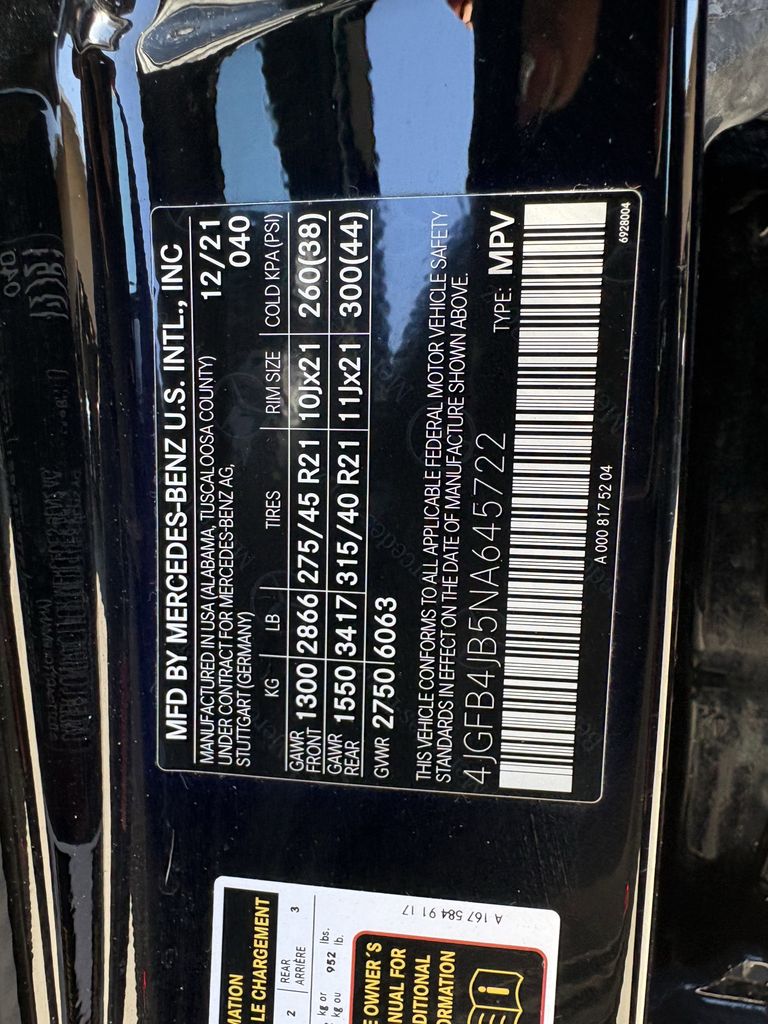 MFD BY MERCEDES-BENZ U.S. INTL., INC
MANUFACTURED IN USA (ALABAMA, TUSCALOOSA COUNTY) 12/21
UNDER CONTRACT FOR MERCEDES-BENZ AG, 040
STUTTGART (GERMANY)
KG LB TIRES RIM SIZE COLD KPA (PSI)
GAWR FRONT 1300 2866 275/45 R21 10Jx21 260(38)
GAWR REAR 1550 3417 315/40 R21 11Jx21 300(44)
GVWR 2750 6063
THIS VEHICLE CONFORMS TO ALL APPLICABLE FEDERAL MOTOR VEHICLE SAFETY
STANDARDS IN EFFECT ON THE DATE OF MANUFACTURE SHOWN ABOVE.
4JGFB4JB5NA645722 TYPE: MPV
A 000 817 52 04
6928004
MATION
LE CHARGEMENT
2 REAR 3
ARRIÈRE
kg or 952 lbs.
kg ou lb.
OWNER'S
FOR
A 167 584 91 17